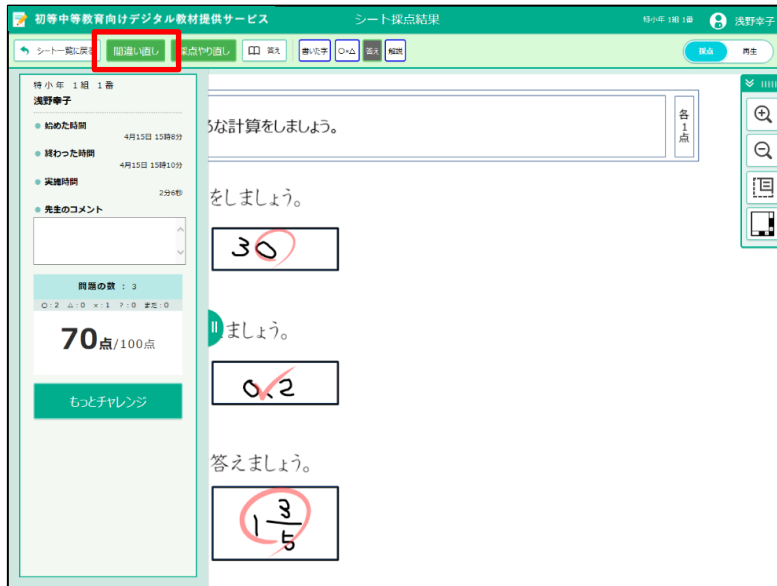 初等中等教育向けデジタル教材提供サービス
シート採点結果
特小年 1組 1番
浅野幸子
シート一覧に戻
間違い直し
採点やり直し
答え
書いた字
○×△
答え
解説
採点
再生
特小年 1組 1番
浅野幸子
始めた時間
4月15日 15時8分
終わった時間
4月15日 15時10分
実施時間
2分6秒
先生のコメント
問題の数 : 3
○:2 △:0 ×:1 ?:0 まだ:0
70点/100点
もっとチャレンジ
な計算をしましょう。
各1点
をしましょう。
30
ましょう。
0.2
答えましょう。
1 3/5